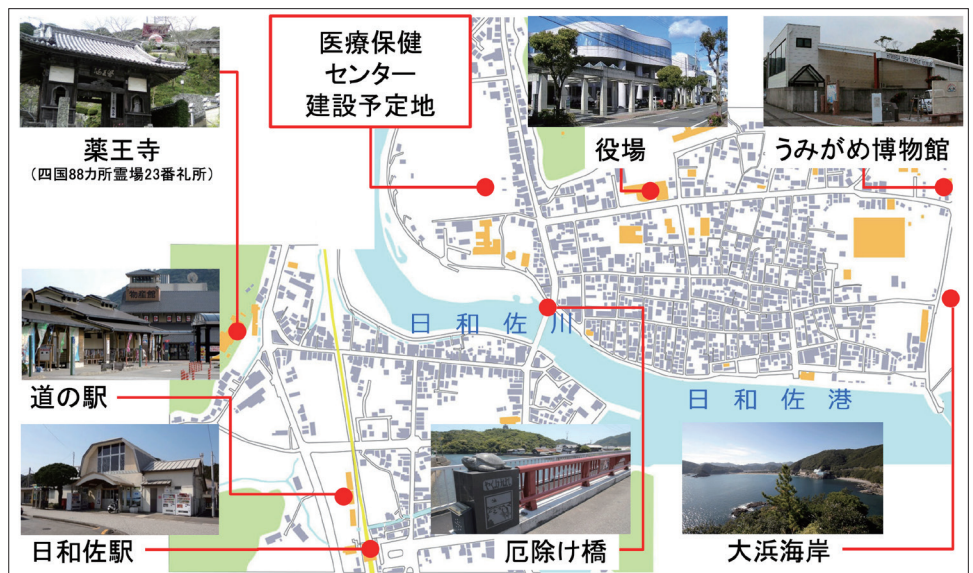 医療保健
センター
建設予定地
薬王寺
（四国88カ所霊場23番札所）
役場
うみがめ博物館
物産館
道の駅
日和佐川
日和佐港
日和佐駅
厄除け橋
大浜海岸